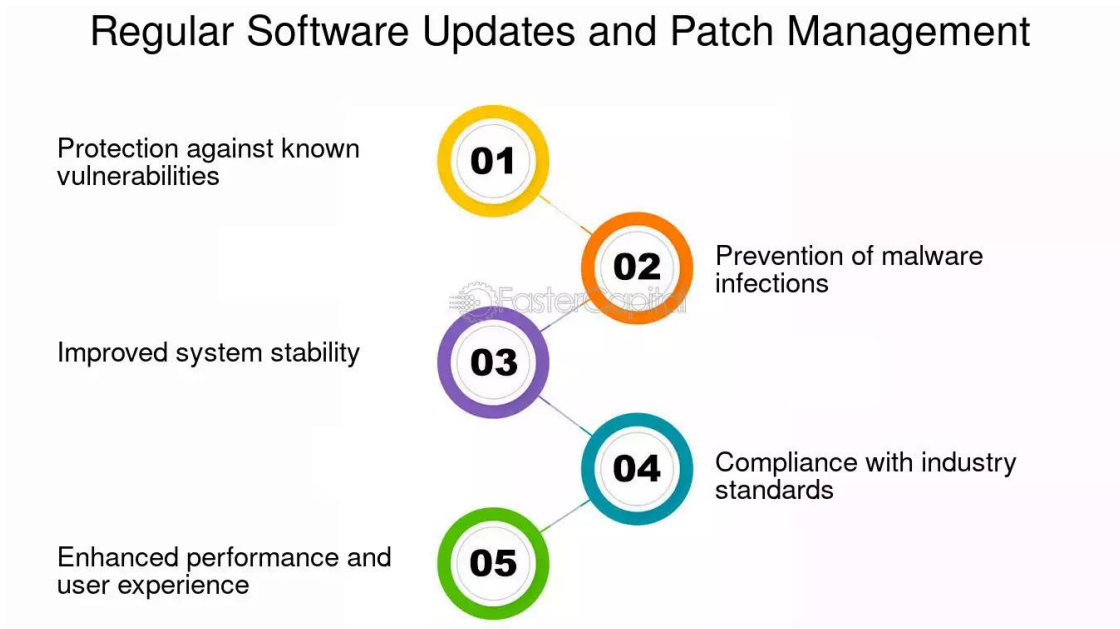 Regular Software Updates and Patch Management
Protection against known
vulnerabilities
01
02
Prevention of malware
infections
FasterCapital
Improved system stability
03
04
Compliance with industry
standards
Enhanced performance and
user experience
05